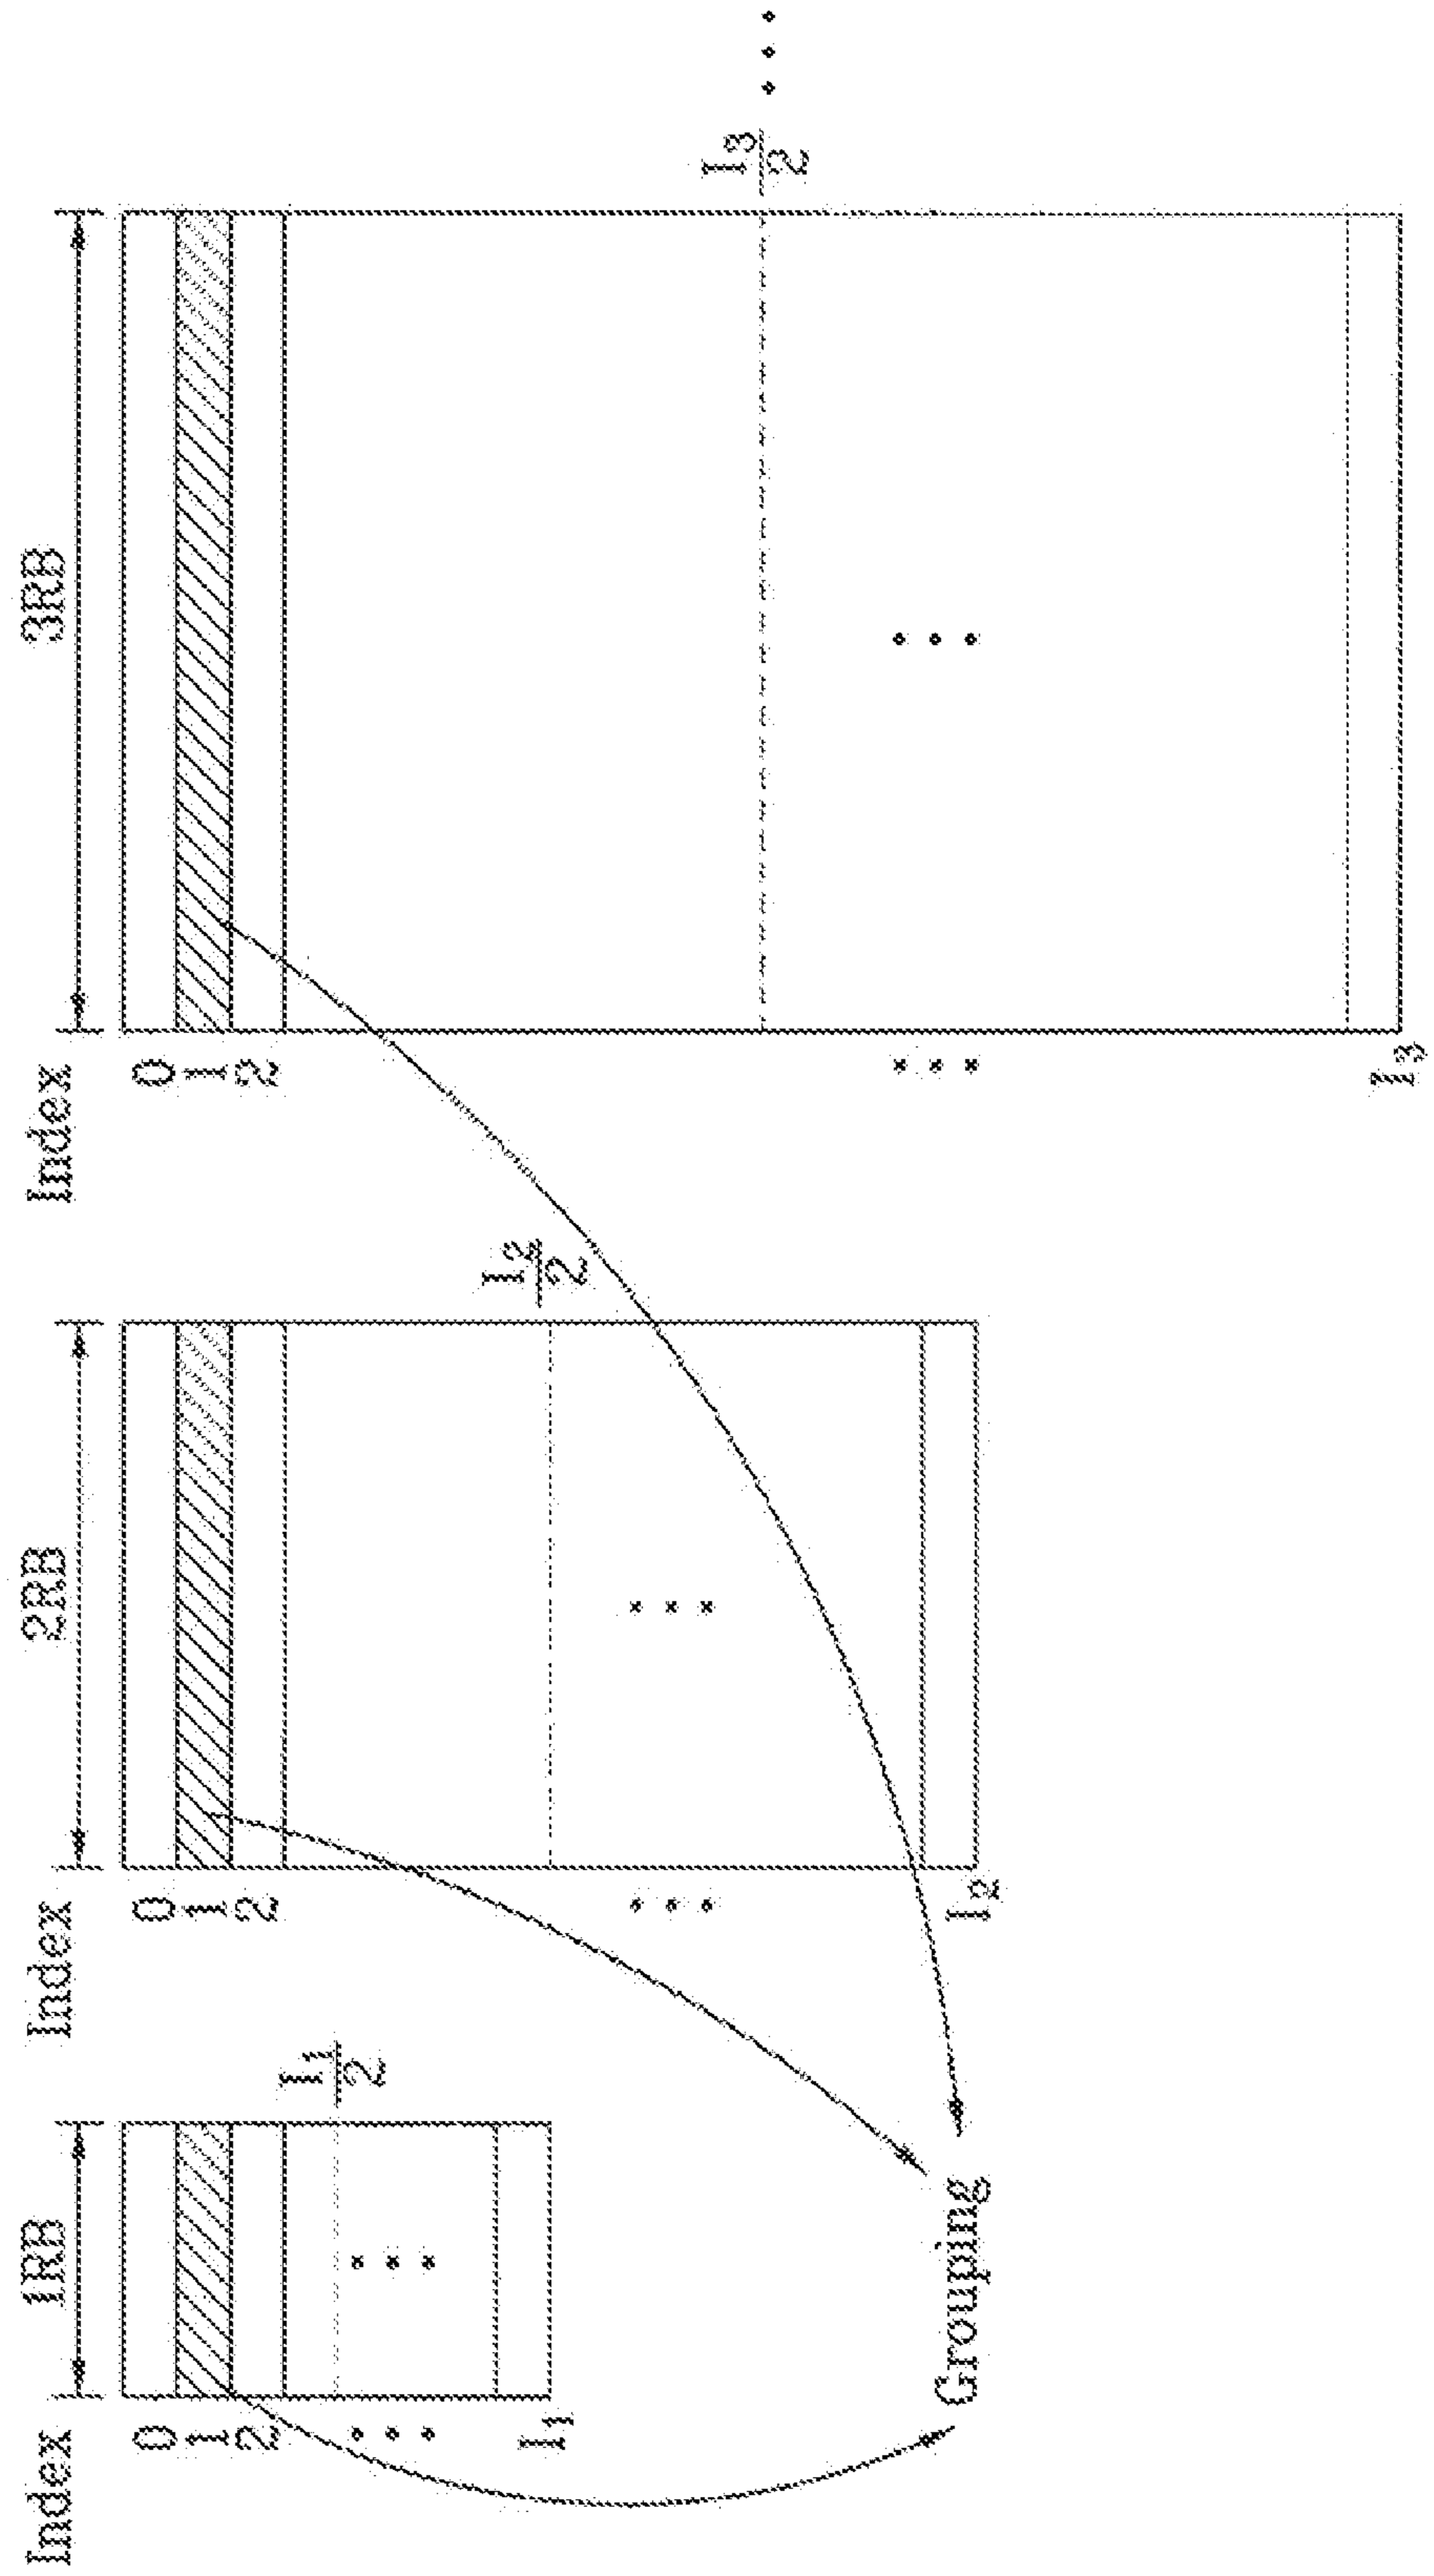 1RB
2RB
3RB
Index
Index
Index
0
1
2
0
1
2
0
1
2
I₁/2
I₂/2
I₃/2
I₁
I₂
I₃
Grouping